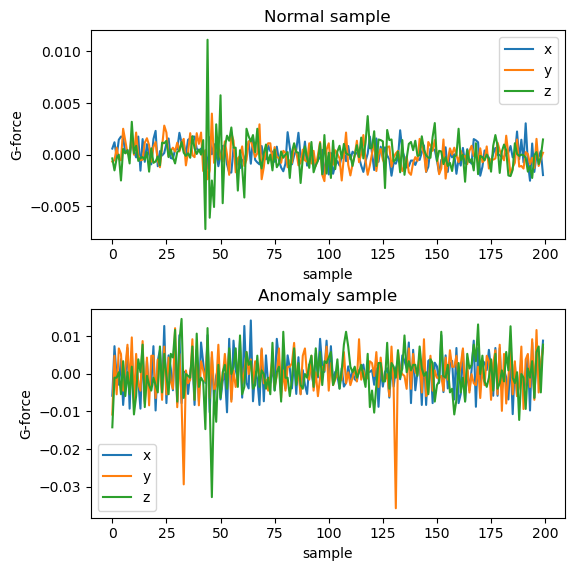 Normal sample
0.010
0.005
0.000
−0.005
G-force
x
y
z
0 25 50 75 100 125 150 175 200
sample
Anomaly sample
0.01
0.00
−0.01
−0.02
−0.03
G-force
x
y
z
0 25 50 75 100 125 150 175 200
sample